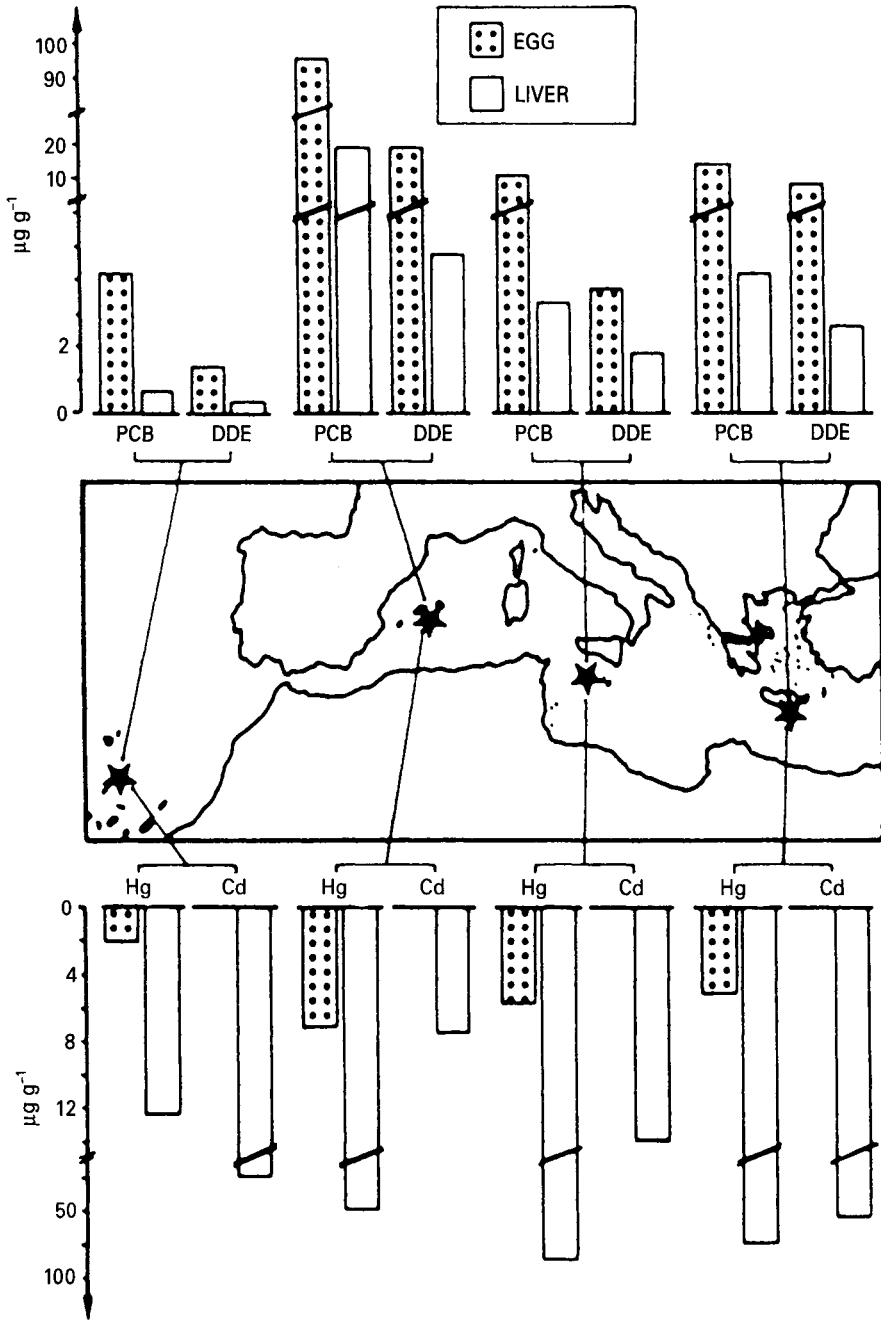 100
90
20
10
2
0
µg g⁻¹
EGG
LIVER
PCB DDE PCB DDE PCB DDE PCB DDE
Hg Cd Hg Cd Hg Cd Hg Cd
0
4
8
12
50
100
µg g⁻¹